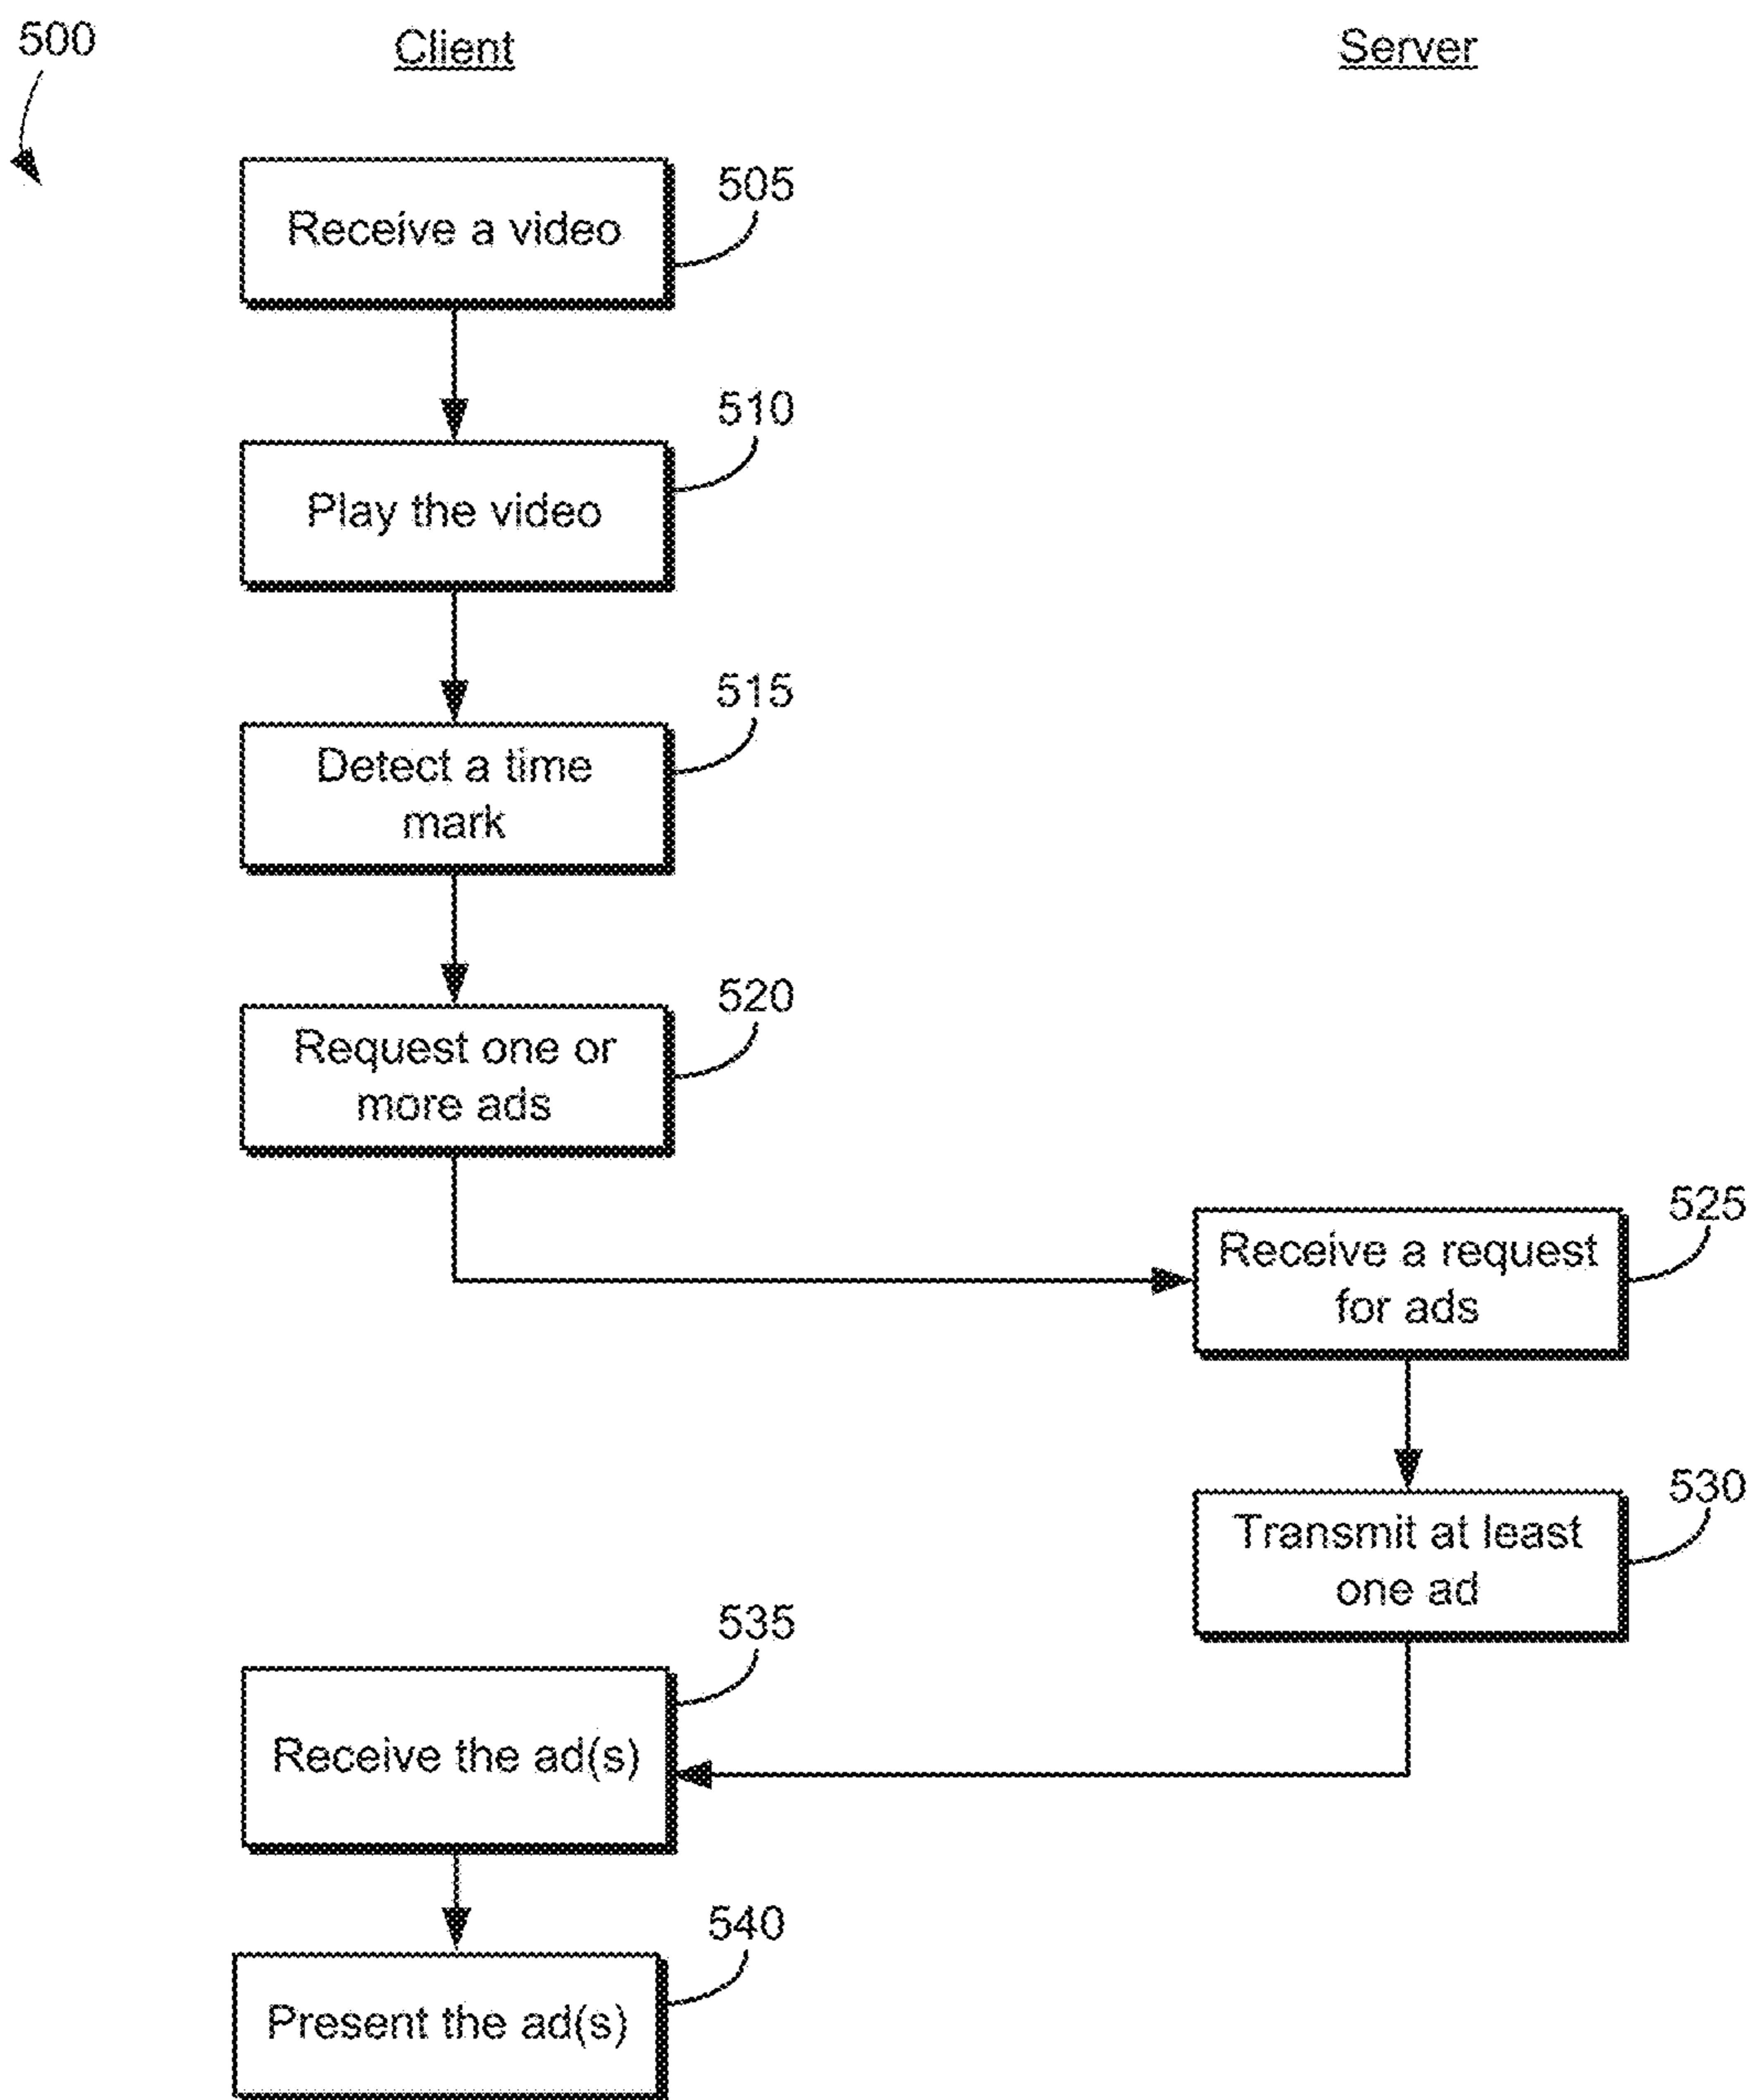 500
Client
Server
505
Receive a video
510
Play the video
515
Detect a time
mark
520
Request one or
more ads
525
Receive a request
for ads
530
Transmit at least
one ad
535
Receive the ad(s)
540
Present the ad(s)